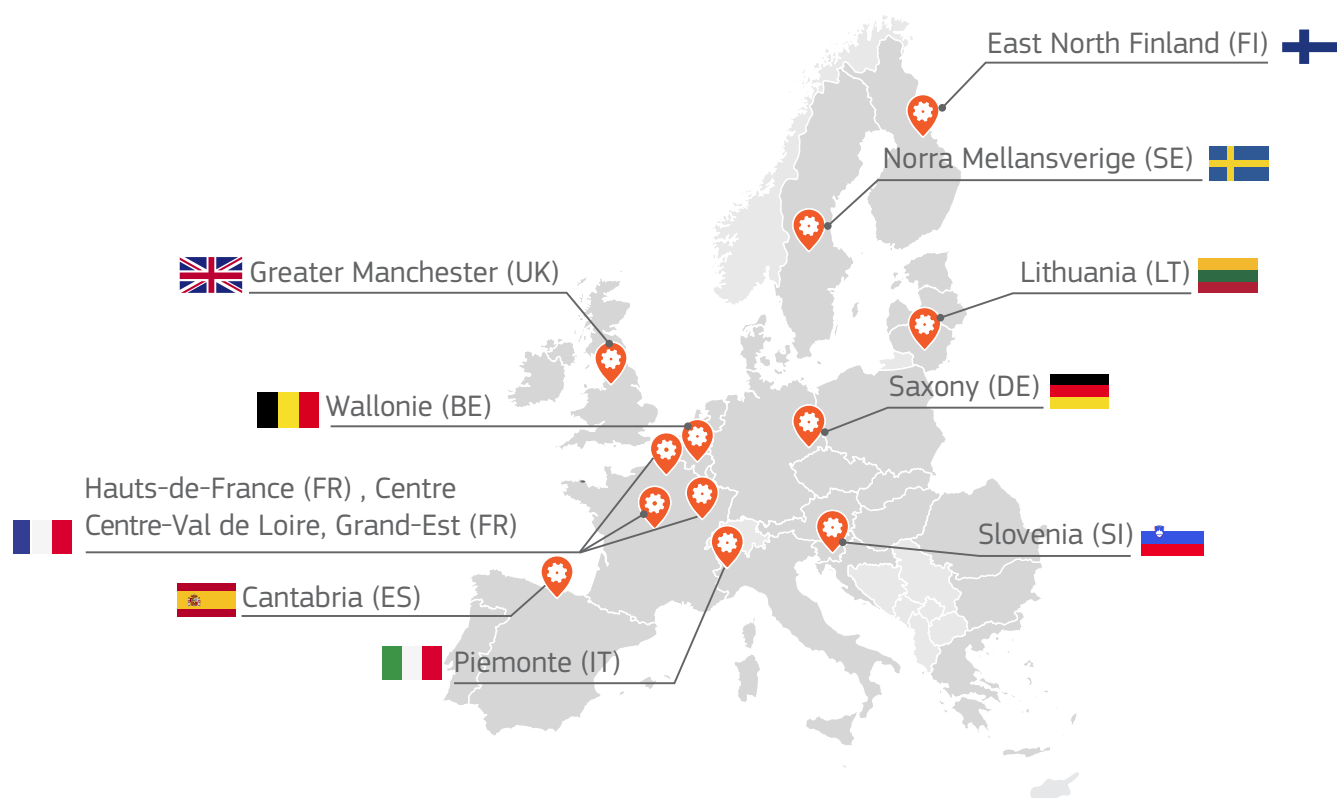 East North Finland (FI)
Norra Mellansverige (SE)
Greater Manchester (UK)
Lithuania (LT)
Saxony (DE)
Wallonie (BE)
Hauts-de-France (FR) , Centre
Centre-Val de Loire, Grand-Est (FR)
Slovenia (SI)
Cantabria (ES)
Piemonte (IT)